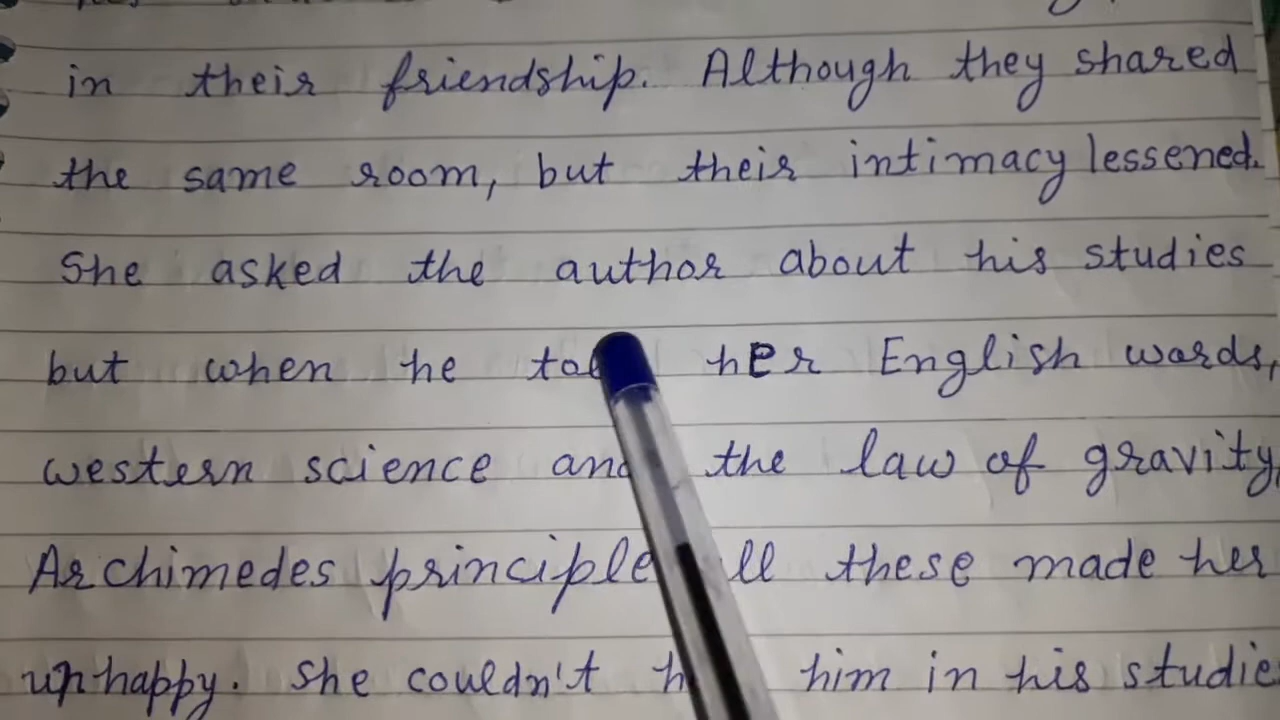 in their friendship. Although they shared
the same room, but their intimacy lessened.
She asked the author about his studies
but when he her English words,
western science and the law of gravity,
Archimedes principle these made her
unhappy. She couldn't him in his studie